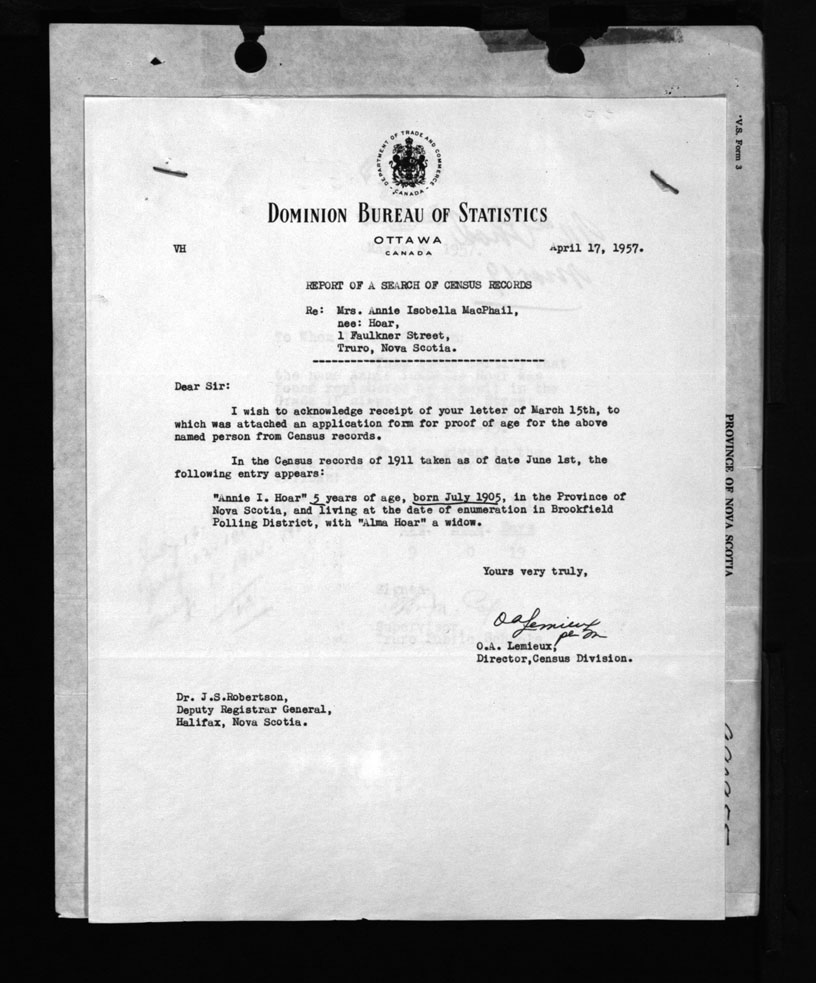 V.S. Form 3
DEPARTMENT OF TRADE AND COMMERCE
CANADA
DOMINION BUREAU OF STATISTICS
OTTAWA
CANADA
VH
April 17, 1957.
REPORT OF A SEARCH OF CENSUS RECORDS
Re: Mrs. Annie Isobella MacPhail,
nee: Hoar,
1 Faulkner Street,
Truro, Nova Scotia.
Dear Sir:
I wish to acknowledge receipt of your letter of March 15th, to
which was attached an application form for proof of age for the above
named person from Census records.
In the Census records of 1911 taken as of date June 1st, the
following entry appears:
"Annie I. Hoar" 5 years of age, born July 1905, in the Province of
Nova Scotia, and living at the date of enumeration in Brookfield
Polling District, with "Alma Hoar" a widow.
Yours very truly,
OA Lemieux
per
O.A. Lemieux,
Director,Census Division.
Dr. J.S.Robertson,
Deputy Registrar General,
Halifax, Nova Scotia.
PROVINCE OF NOVA SCOTIA